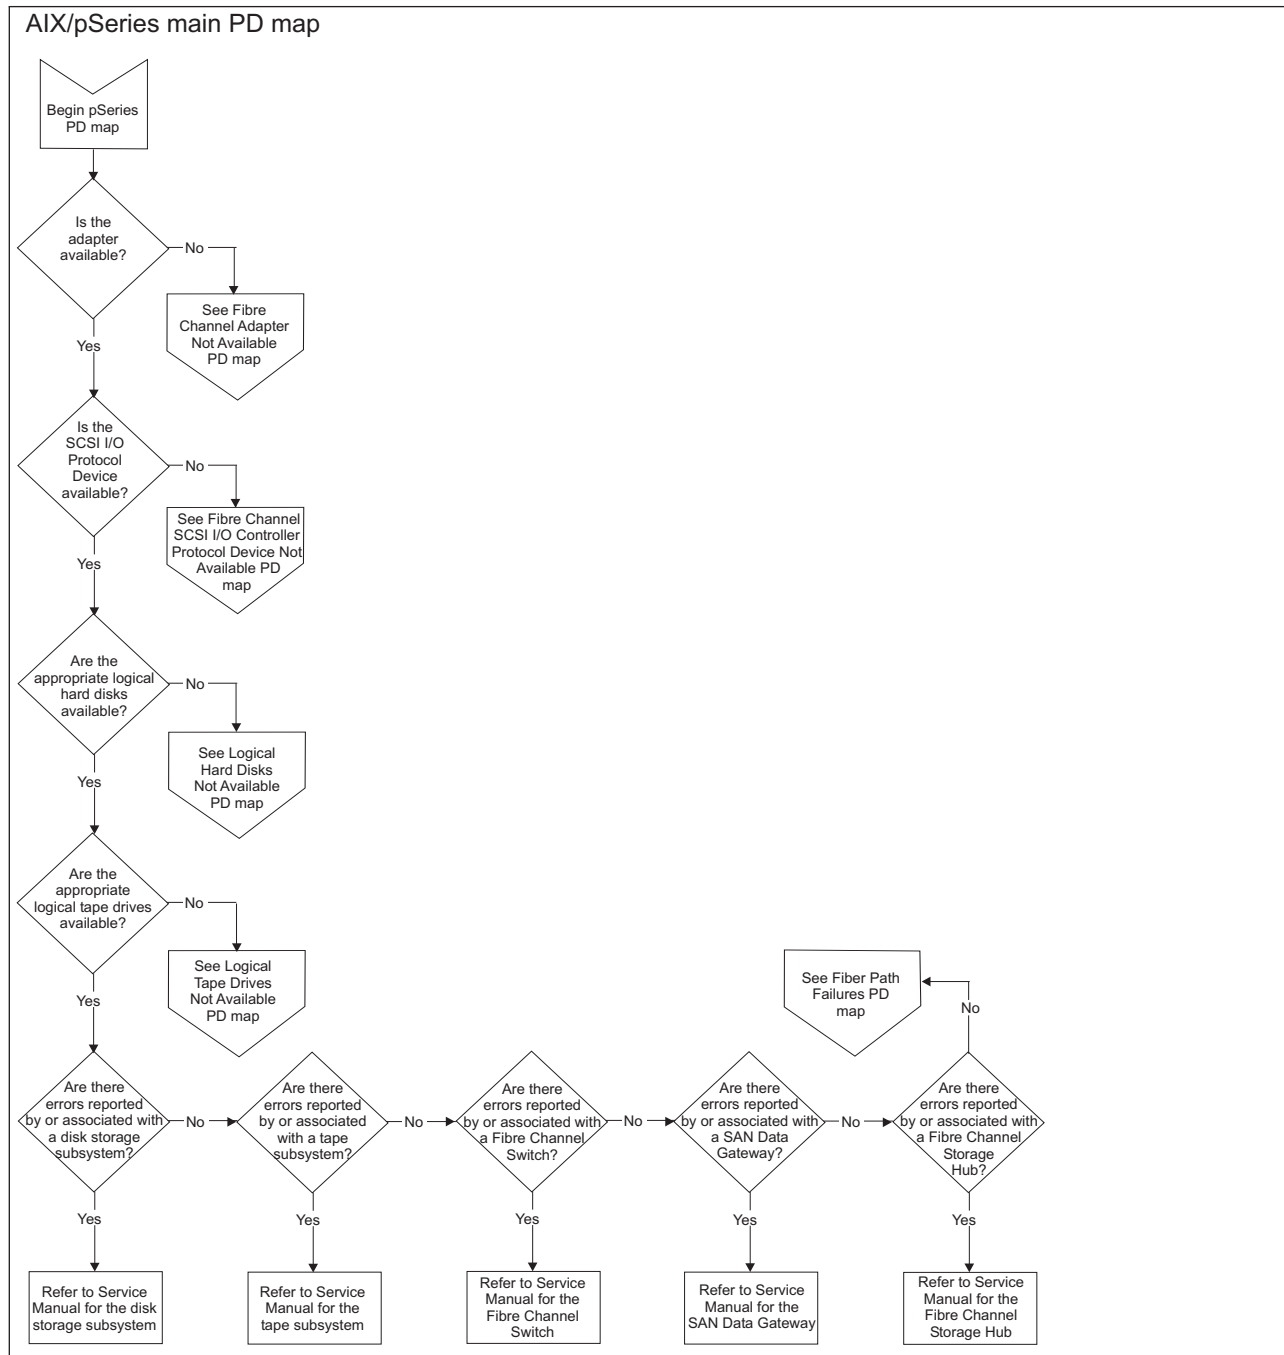 AIX/pSeries main PD map
Begin pSeries
PD map
Is the
adapter
available?
No
See Fibre
Channel Adapter
Not Available
PD map
Yes
Is the
SCSI I/O
Protocol
Device
available?
No
See Fibre Channel
SCSI I/O Controller
Protocol Device Not
Available PD
map
Yes
Are the
appropriate logical
hard disks
available?
No
See Logical
Hard Disks
Not Available
PD map
Yes
Are the
appropriate
logical tape drives
available?
No
See Logical
Tape Drives
Not Available
PD map
Yes
Are there
errors reported
by or associated with
a disk storage
subsystem?
No
Are there
errors reported
by or associated
with a tape
subsystem?
No
Are there
errors reported
by or associated with
a Fibre Channel
Switch?
No
Are there
errors reported
by or associated with
a SAN Data
Gateway?
No
Are there
errors reported
by or associated with
a Fibre Channel
Storage
Hub?
No
See Fiber Path
Failures PD
map
Yes
Refer to Service
Manual for the disk
storage subsystem
Yes
Refer to Service
Manual for the
tape subsystem
Yes
Refer to Service
Manual for the
Fibre Channel
Switch
Yes
Refer to Service
Manual for the
SAN Data Gateway
Yes
Refer to Service
Manual for the
Fibre Channel
Storage Hub